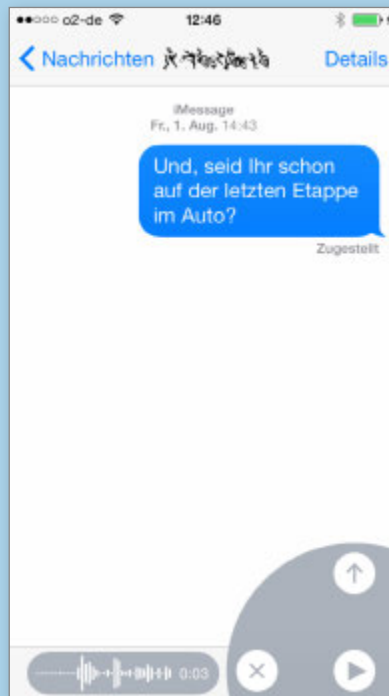 o2-de 12:46
Nachrichten Details
iMessage
Fr., 1. Aug. 14:43
Und, seid Ihr schon
auf der letzten Etappe
im Auto?
Zugestellt
0:03